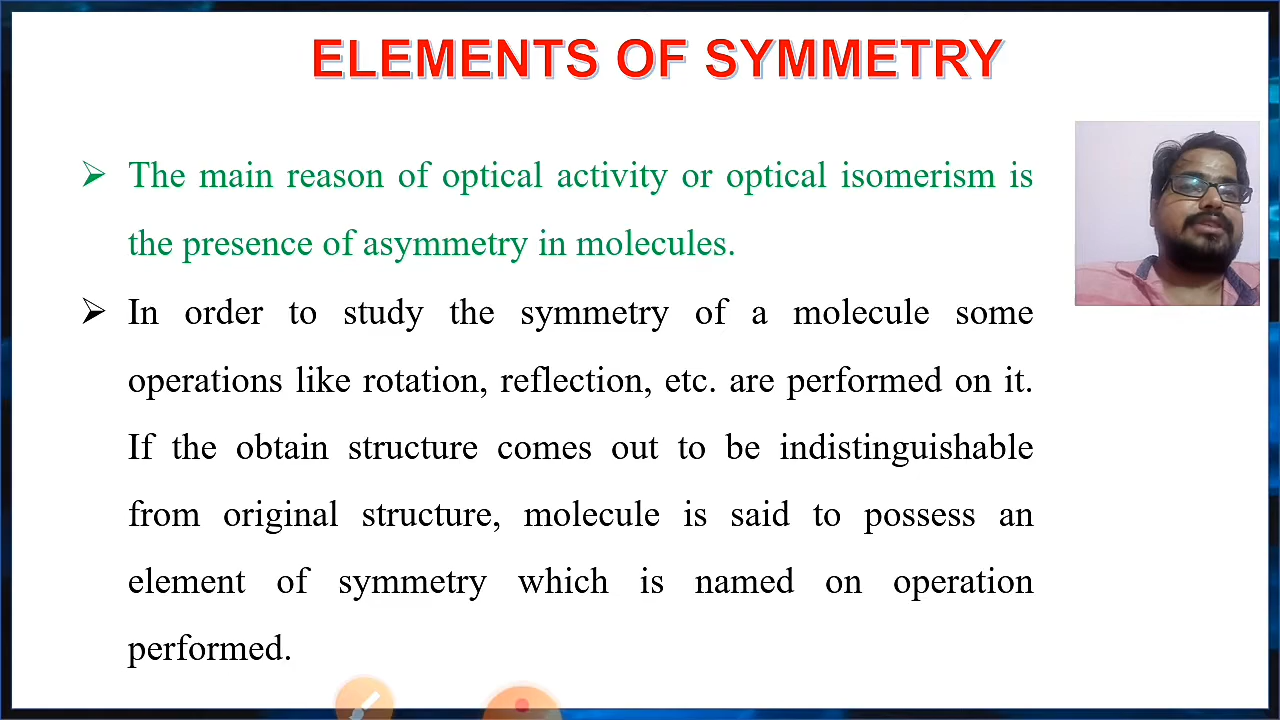 ELEMENTS OF SYMMETRY
➢ The main reason of optical activity or optical isomerism is
the presence of asymmetry in molecules.
➢ In order to study the symmetry of a molecule some
operations like rotation, reflection, etc. are performed on it.
If the obtain structure comes out to be indistinguishable
from original structure, molecule is said to possess an
element of symmetry which is named on operation
performed.